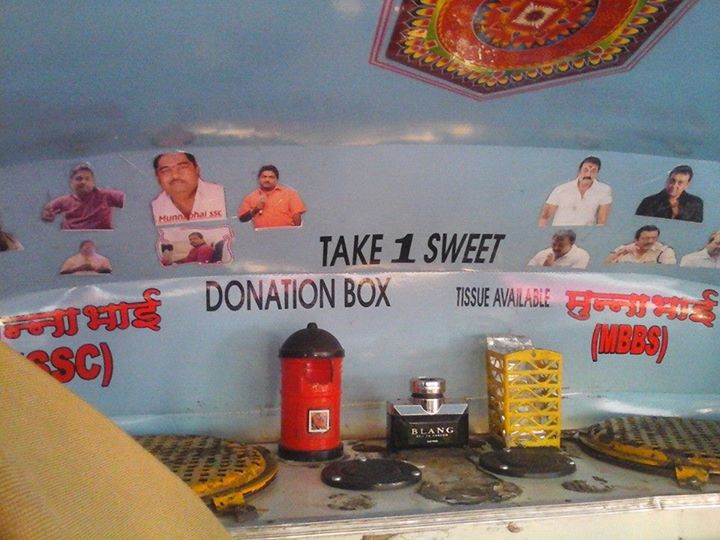 Munnabhai SSC
TAKE 1 SWEET
DONATION BOX
TISSUE AVAILABLE
मुन्ना भाई
(SSC)
मुन्ना भाई
(MBBS)
BLANG